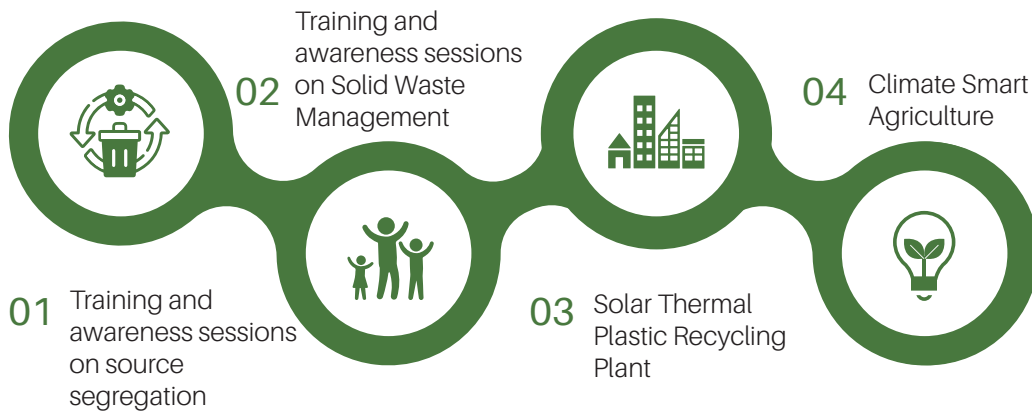 01
Training and
awareness sessions
on source
segregation
02
Training and
awareness sessions
on Solid Waste
Management
03
Solar Thermal
Plastic Recycling
Plant
04
Climate Smart
Agriculture